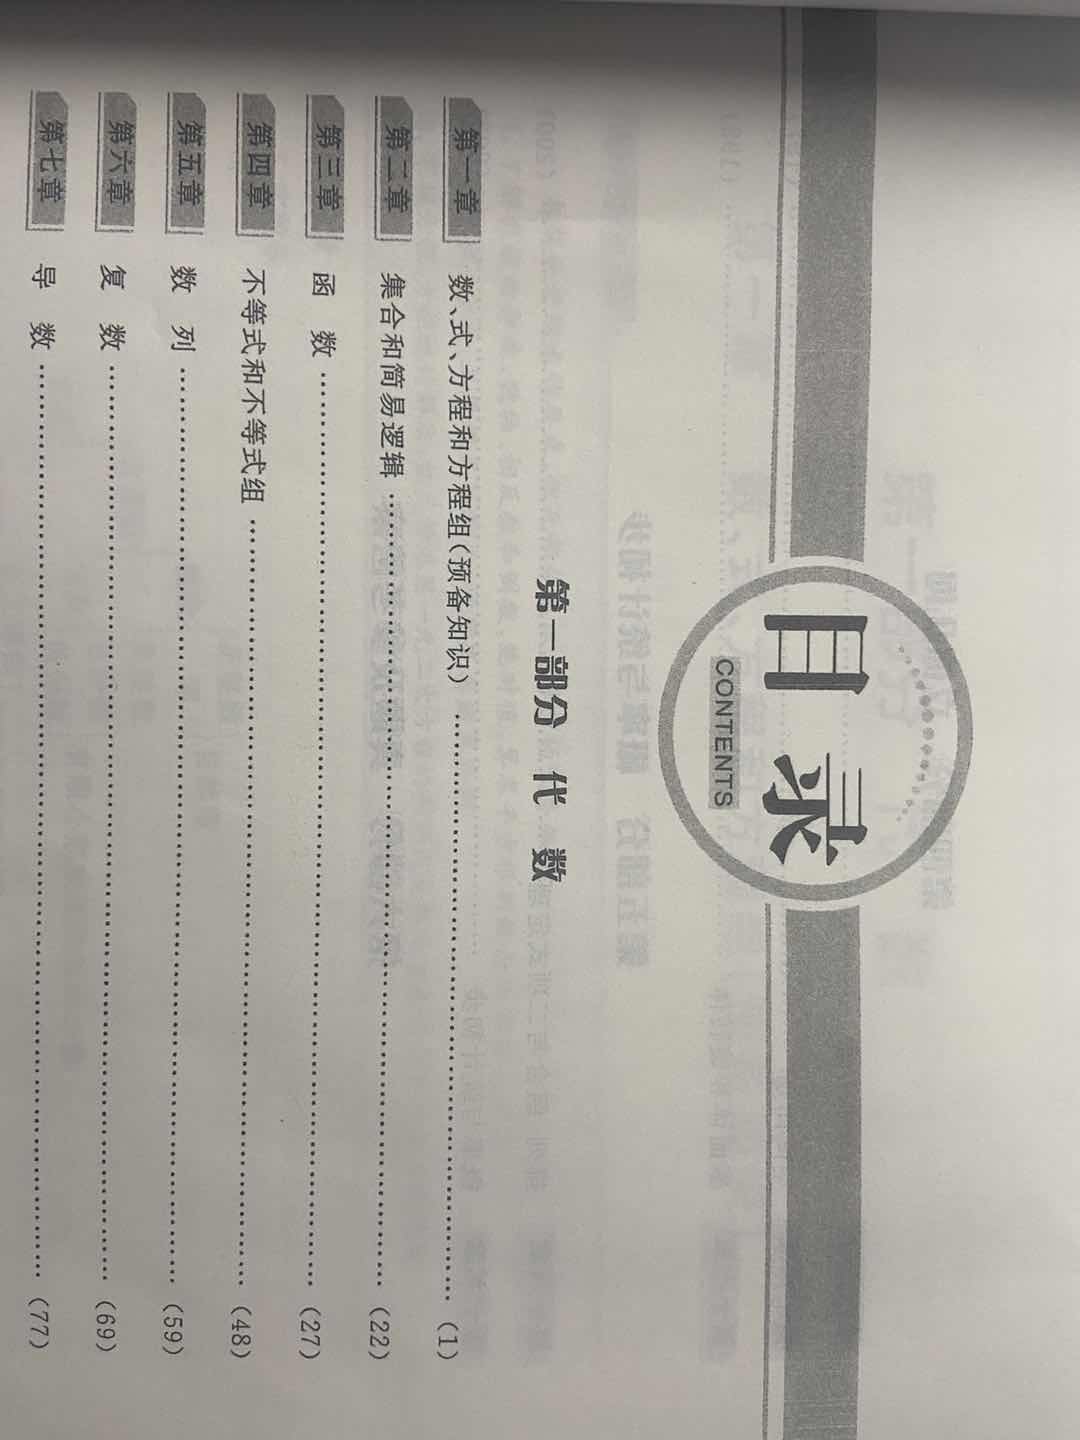 目 录
CONTENTS
第一部分 代 数
第一章 数、式、方程和方程组(预备知识) ……………………………… (1)
第二章 集合和简易逻辑 ……………………………… (22)
第三章 函 数 ……………………………… (27)
第四章 不等式和不等式组 ……………………………… (48)
第五章 数 列 ……………………………… (59)
第六章 复 数 ……………………………… (69)
第七章 导 数 ……………………………… (77)